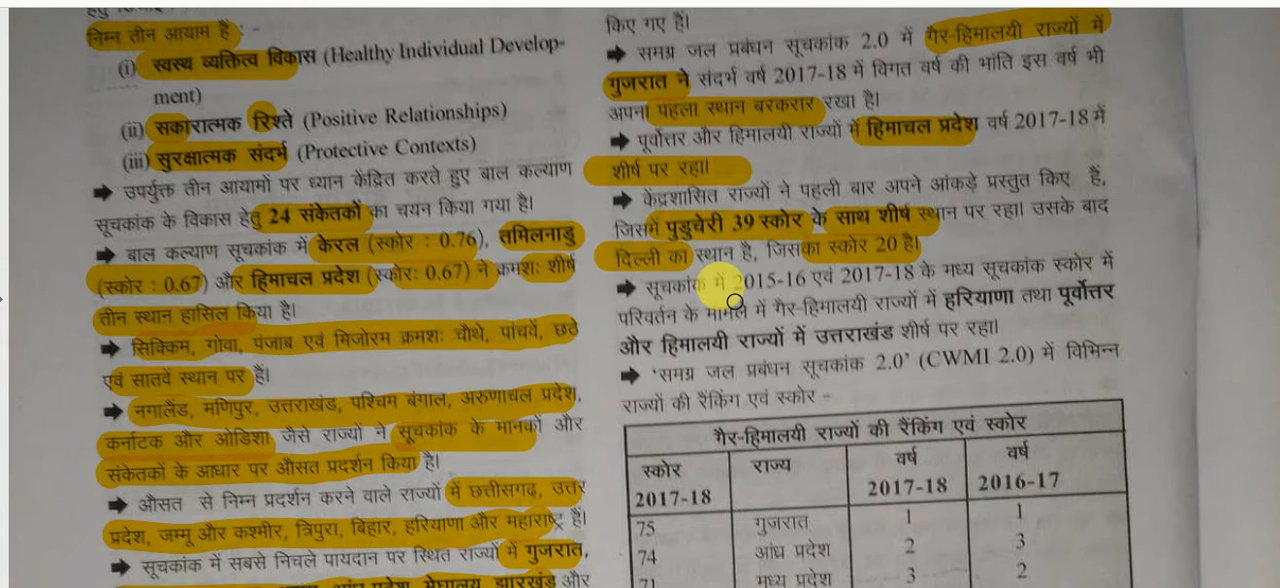 निम्न तीन आयाम हैं :-
(i) स्वस्थ व्यक्तित्व विकास (Healthy Individual Develop-
ment)
(ii) सकारात्मक रिश्ते (Positive Relationships)
(iii) सुरक्षात्मक संदर्भ (Protective Contexts)
➡ उपर्युक्त तीन आयामों पर ध्यान केंद्रित करते हुए बाल कल्याण
सूचकांक के विकास हेतु 24 संकेतकों का चयन किया गया है।
➡ बाल कल्याण सूचकांक में केरल (स्कोर : 0.76), तमिलनाडु
(स्कोर : 0.67) और हिमाचल प्रदेश (स्कोर: 0.67) ने क्रमशः शीर्ष
तीन स्थान हासिल किया है।
➡ सिक्किम, गोवा, पंजाब एवं मिजोरम क्रमशः चौथे, पांचवें, छठे
एवं सातवें स्थान पर हैं।
➡ नगालैंड, मणिपुर, उत्तराखंड, पश्चिम बंगाल, अरुणाचल प्रदेश,
कर्नाटक और ओडिशा जैसे राज्यों ने सूचकांक के मानकों और
संकेतकों के आधार पर औसत प्रदर्शन किया है।
➡ औसत से निम्न प्रदर्शन करने वाले राज्यों में छत्तीसगढ़, उत्तर
प्रदेश, जम्मू और कश्मीर, त्रिपुरा, बिहार, हरियाणा और महाराष्ट्र हैं।
➡ सूचकांक में सबसे निचले पायदान पर स्थित राज्यों में गुजरात,
आंध्र प्रदेश, मेघालय, झारखंड और
किए गए हैं।
➡ समग्र जल प्रबंधन सूचकांक 2.0 में गैर-हिमालयी राज्यों में
गुजरात ने संदर्भ वर्ष 2017-18 में विगत वर्ष की भांति इस वर्ष भी
अपना पहला स्थान बरकरार रखा है।
➡ पूर्वोत्तर और हिमालयी राज्यों में हिमाचल प्रदेश वर्ष 2017-18 में
शीर्ष पर रहा।
➡ केंद्रशासित राज्यों ने पहली बार अपने आंकड़े प्रस्तुत किए हैं,
जिसमें पुडुचेरी 39 स्कोर के साथ शीर्ष स्थान पर रहा। उसके बाद
दिल्ली का स्थान है, जिसका स्कोर 20 है।
➡ सूचकांक में 2015-16 एवं 2017-18 के मध्य सूचकांक स्कोर में
परिवर्तन के मामले में गैर-हिमालयी राज्यों में हरियाणा तथा पूर्वोत्तर
और हिमालयी राज्यों में उत्तराखंड शीर्ष पर रहा।
➡ 'समग्र जल प्रबंधन सूचकांक 2.0' (CWMI 2.0) में विभिन्न
राज्यों की रैंकिंग एवं स्कोर -
गैर-हिमालयी राज्यों की रैंकिंग एवं स्कोर
स्कोर 2017-18 राज्य वर्ष 2017-18 वर्ष 2016-17
75 गुजरात 1 1
74 आंध्र प्रदेश 2 3
71 मध्य प्रदेश 3 2